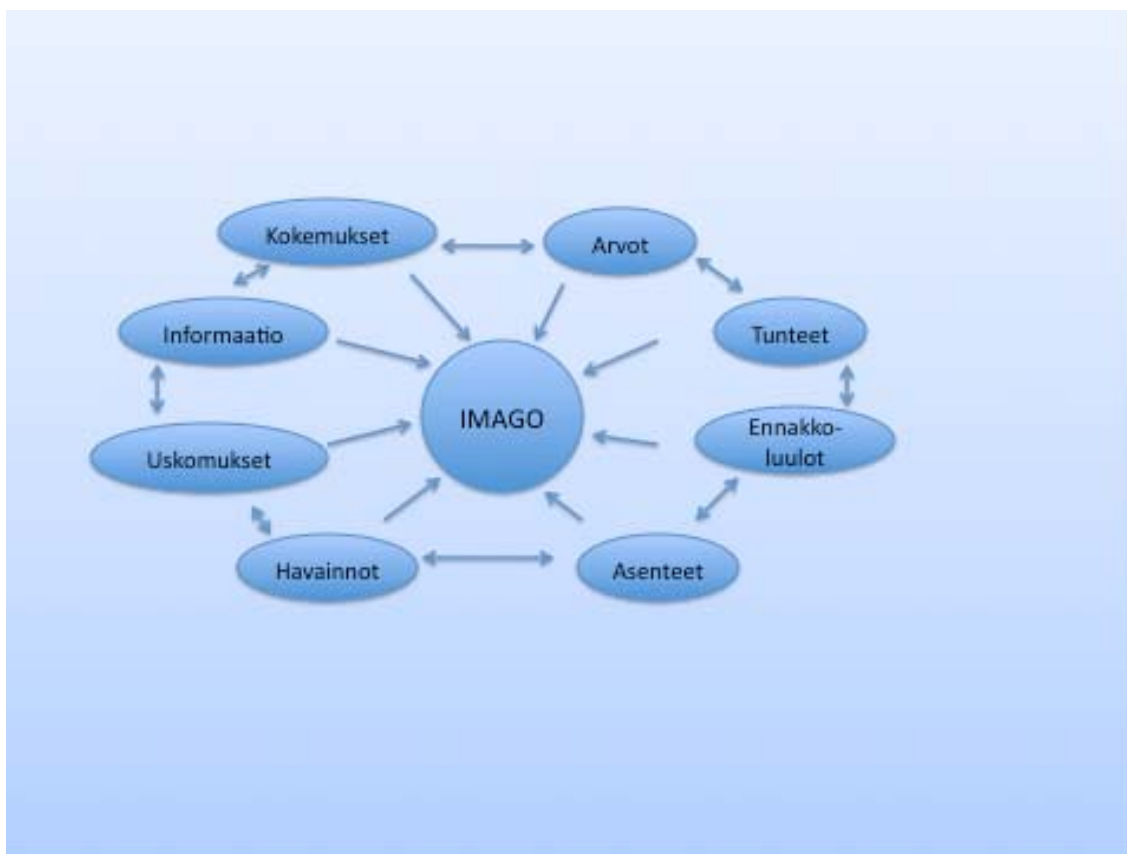 Kokemukset
Arvot
Informaatio
Tunteet
IMAGO
Ennakko-
luulot
Uskomukset
Havainnot
Asenteet